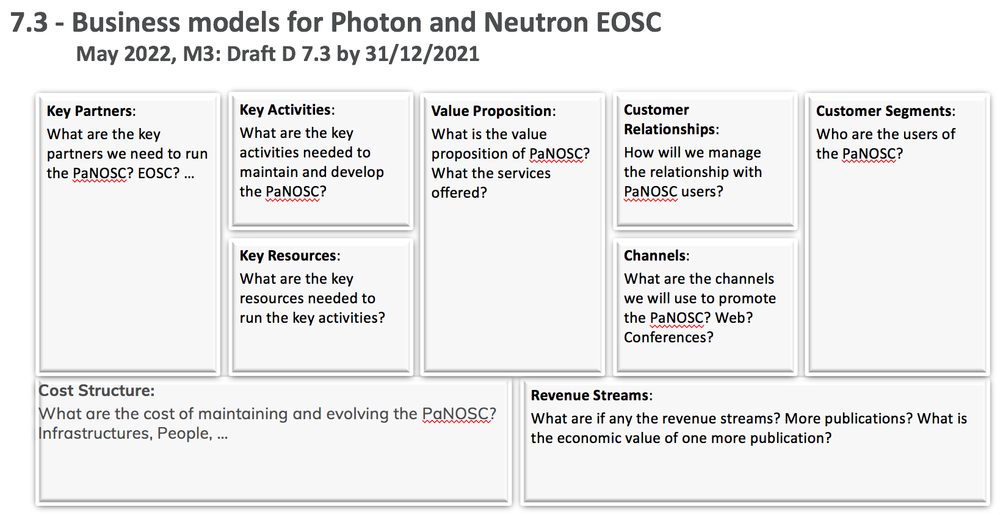 7.3 - Business models for Photon and Neutron EOSC
May 2022, M3: Draft D 7.3 by 31/12/2021
Key Partners:
What are the key
partners we need to run
the PaNOSC? EOSC? ...
Key Activities:
What are the key
activities needed to
maintain and develop
the PaNOSC?
Key Resources:
What are the key
resources needed to
run the key activities?
Value Proposition:
What is the value
proposition of PaNOSC?
What the services
offered?
Customer
Relationships:
How will we manage
the relationship with
PaNOSC users?
Channels:
What are the channels
we will use to promote
the PaNOSC? Web?
Conferences?
Customer Segments:
Who are the users of
the PaNOSC?
Cost Structure:
What are the cost of maintaining and evolving the PaNOSC?
Infrastructures, People, ...
Revenue Streams:
What are if any the revenue streams? More publications? What is
the economic value of one more publication?